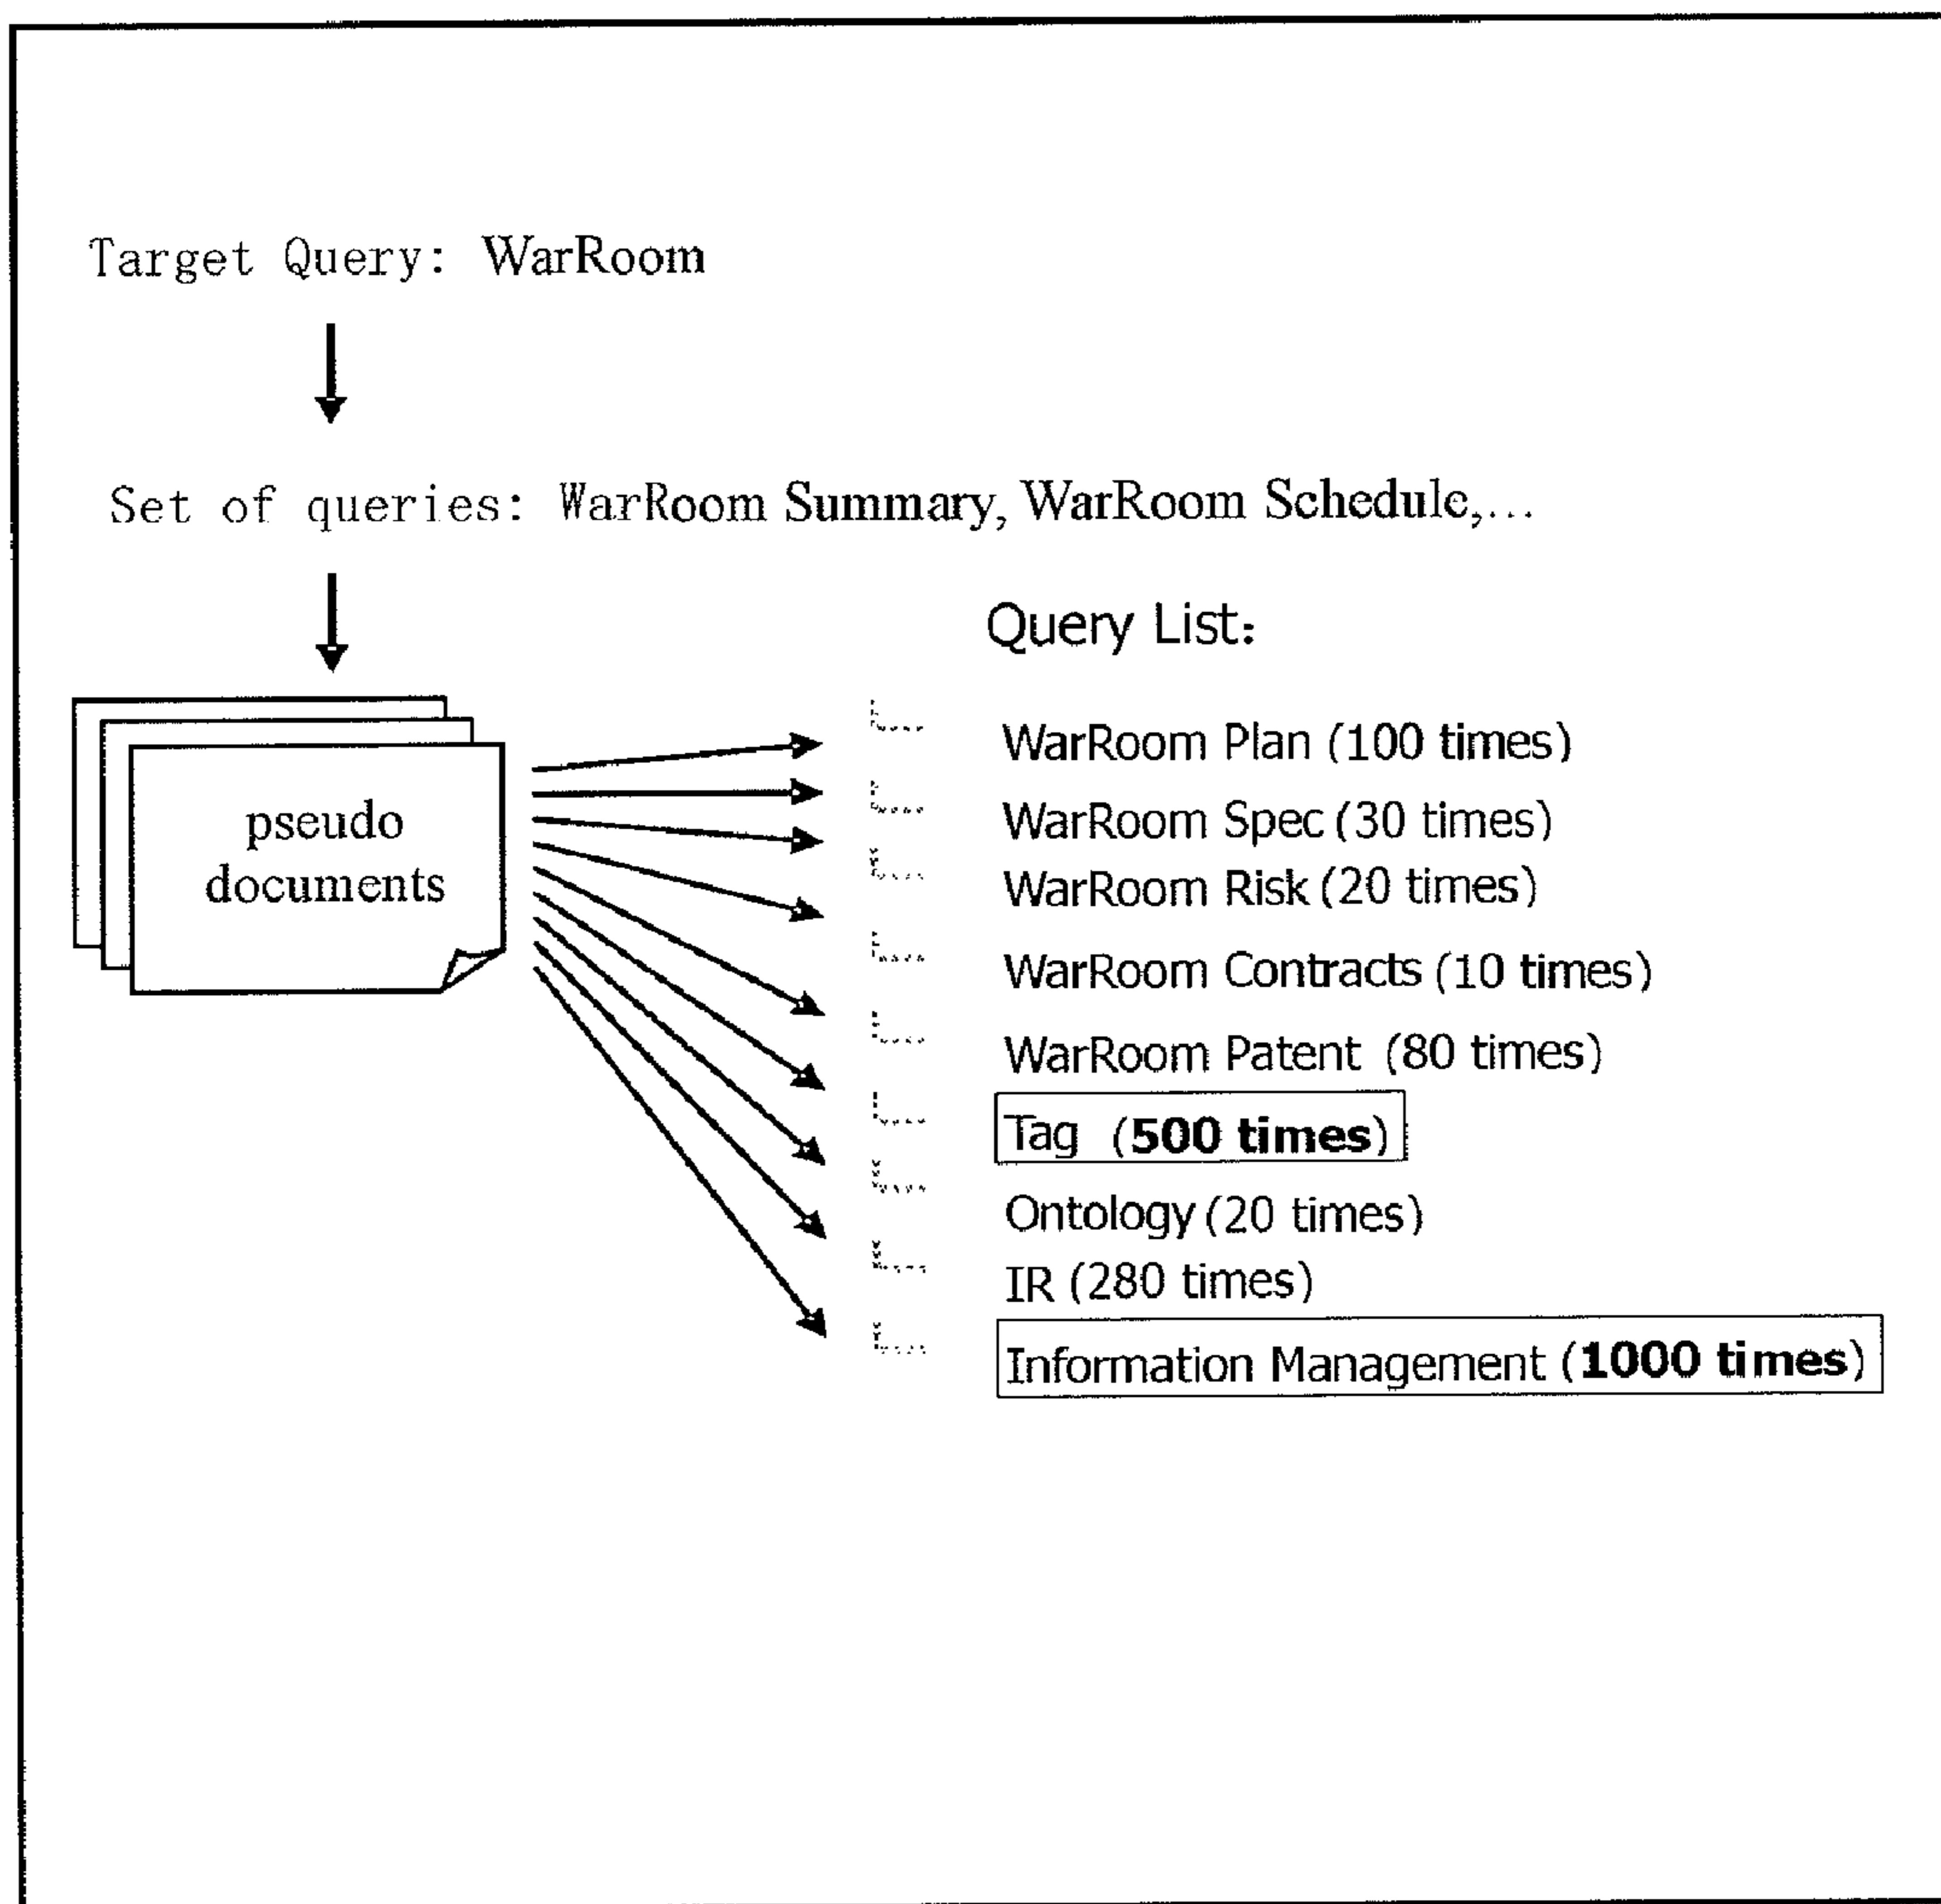 Target Query: WarRoom
Set of queries: WarRoom Summary, WarRoom Schedule,...
Query List:
pseudo
documents
WarRoom Plan (100 times)
WarRoom Spec (30 times)
WarRoom Risk (20 times)
WarRoom Contracts (10 times)
WarRoom Patent (80 times)
Tag (500 times)
Ontology (20 times)
IR (280 times)
Information Management (1000 times)